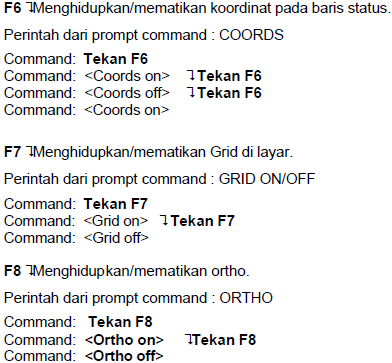 F6 ↴Menghidupkan/mematikan koordinat pada baris status.
Perintah dari prompt command : COORDS
Command: Tekan F6
Command: <Coords on> ↴Tekan F6
Command: <Coords off> ↴Tekan F6
Command: <Coords on>
F7 ↴Menghidupkan/mematikan Grid di layar.
Perintah dari prompt command : GRID ON/OFF
Command: Tekan F7
Command: <Grid on> ↴Tekan F7
Command: <Grid off>
F8 ↴Menghidupkan/mematikan ortho.
Perintah dari prompt command : ORTHO
Command: Tekan F8
Command: <Ortho on> ↴Tekan F8
Command: <Ortho off>